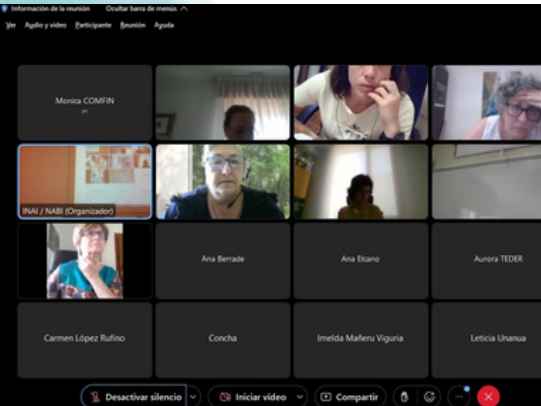 Información de la reunión Ocultar barra de menús
Ver Audio y vídeo Participante Reunión Ayuda
Monica COMFIN
yo
INAI / NABI (Organizador)
Ana Berrade
Ana Elcano
Aurora TEDER
Carmen López Rufino
Concha
Imelda Mañeru Viguria
Leticia Unanua
Desactivar silencio Iniciar vídeo Compartir